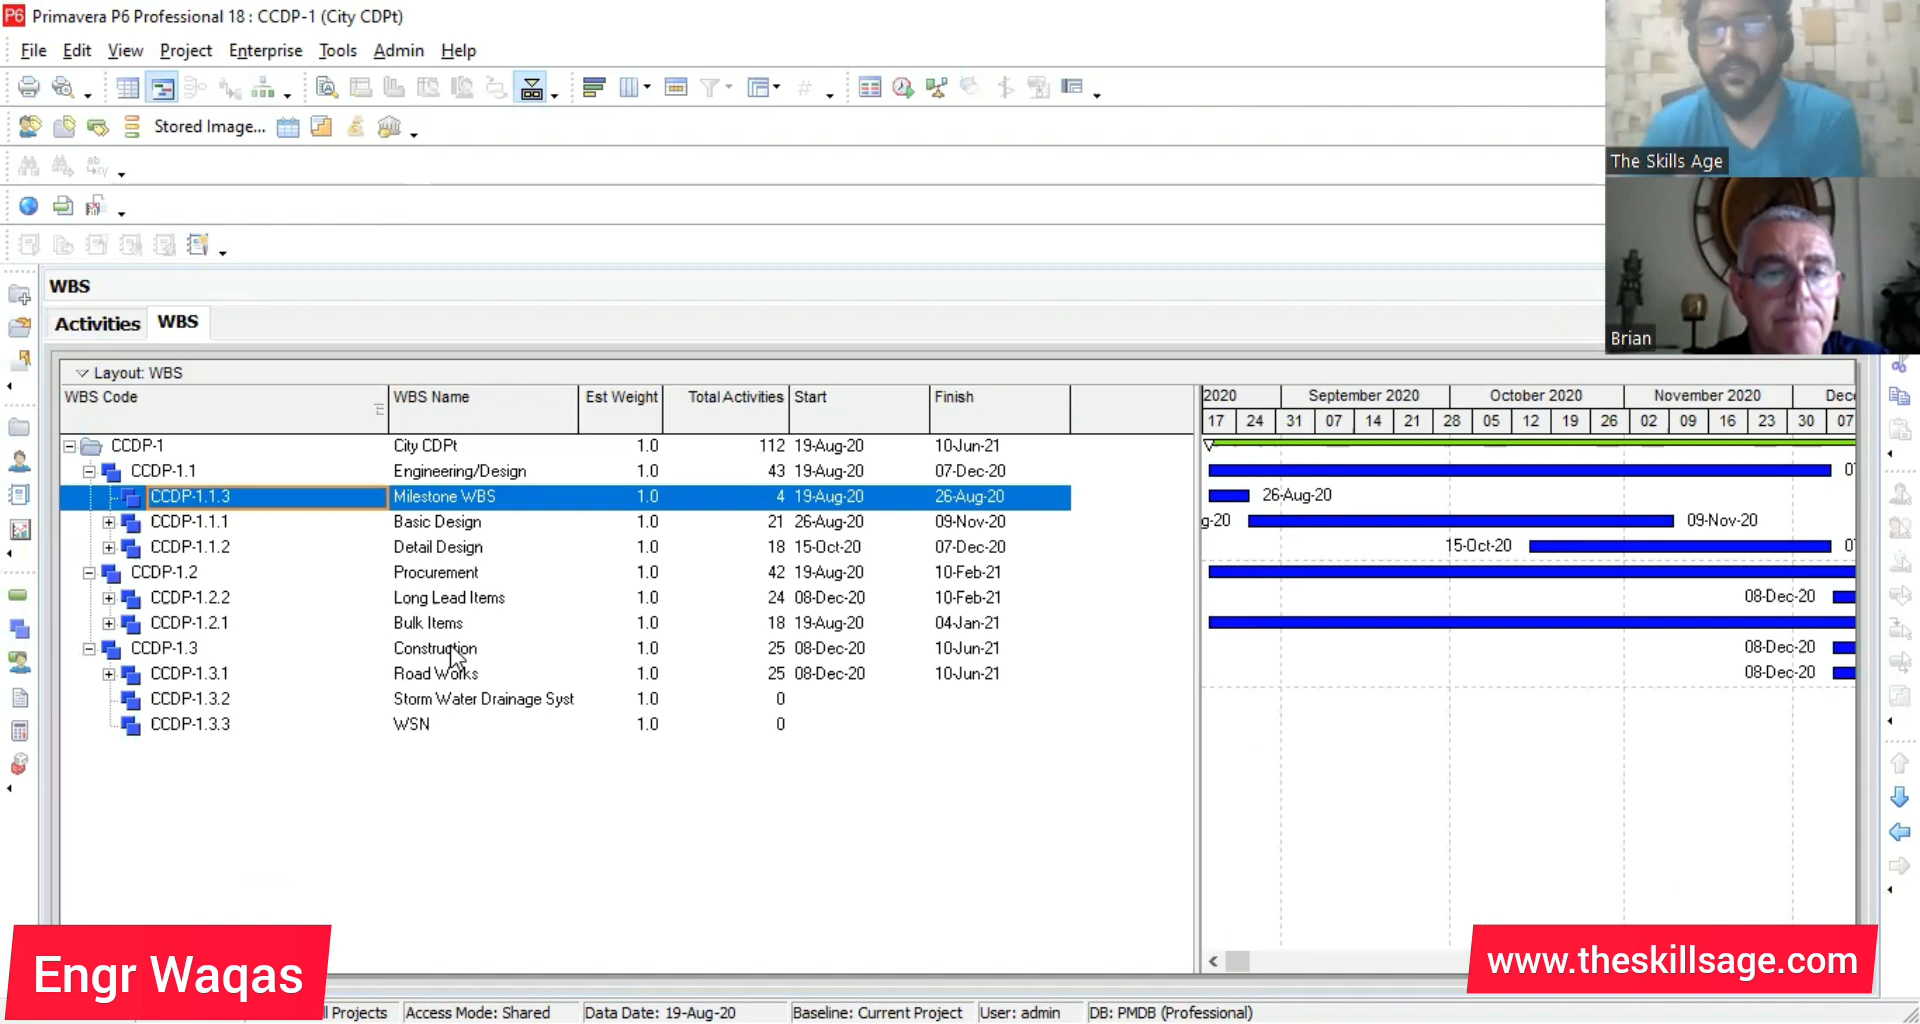 P6 Primavera P6 Professional 18 : CCDP-1 (City CDPt)
File Edit View Project Enterprise Tools Admin Help
Stored Image...
The Skills Age
Brian
WBS
Activities WBS
Layout: WBS
WBS Code WBS Name Est Weight Total Activities Start Finish
2020 September 2020 October 2020 November 2020 Dec
17 24 31 07 14 21 28 05 12 19 26 02 09 16 23 30 07
CCDP-1 City CDPt 1.0 112 19-Aug-20 10-Jun-21
CCDP-1.1 Engineering/Design 1.0 43 19-Aug-20 07-Dec-20 07
CCDP-1.1.3 Milestone WBS 1.0 4 19-Aug-20 26-Aug-20 26-Aug-20
CCDP-1.1.1 Basic Design 1.0 21 26-Aug-20 09-Nov-20 g-20 09-Nov-20
CCDP-1.1.2 Detail Design 1.0 18 15-Oct-20 07-Dec-20 15-Oct-20 07
CCDP-1.2 Procurement 1.0 42 19-Aug-20 10-Feb-21
CCDP-1.2.2 Long Lead Items 1.0 24 08-Dec-20 10-Feb-21 08-Dec-20
CCDP-1.2.1 Bulk Items 1.0 18 19-Aug-20 04-Jan-21
CCDP-1.3 Construction 1.0 25 08-Dec-20 10-Jun-21 08-Dec-20
CCDP-1.3.1 Road Works 1.0 25 08-Dec-20 10-Jun-21 08-Dec-20
CCDP-1.3.2 Storm Water Drainage Syst 1.0 0
CCDP-1.3.3 WSN 1.0 0
Engr Waqas
www.theskillsage.com
ll Projects Access Mode: Shared Data Date: 19-Aug-20 Baseline: Current Project User: admin DB: PMDB (Professional)